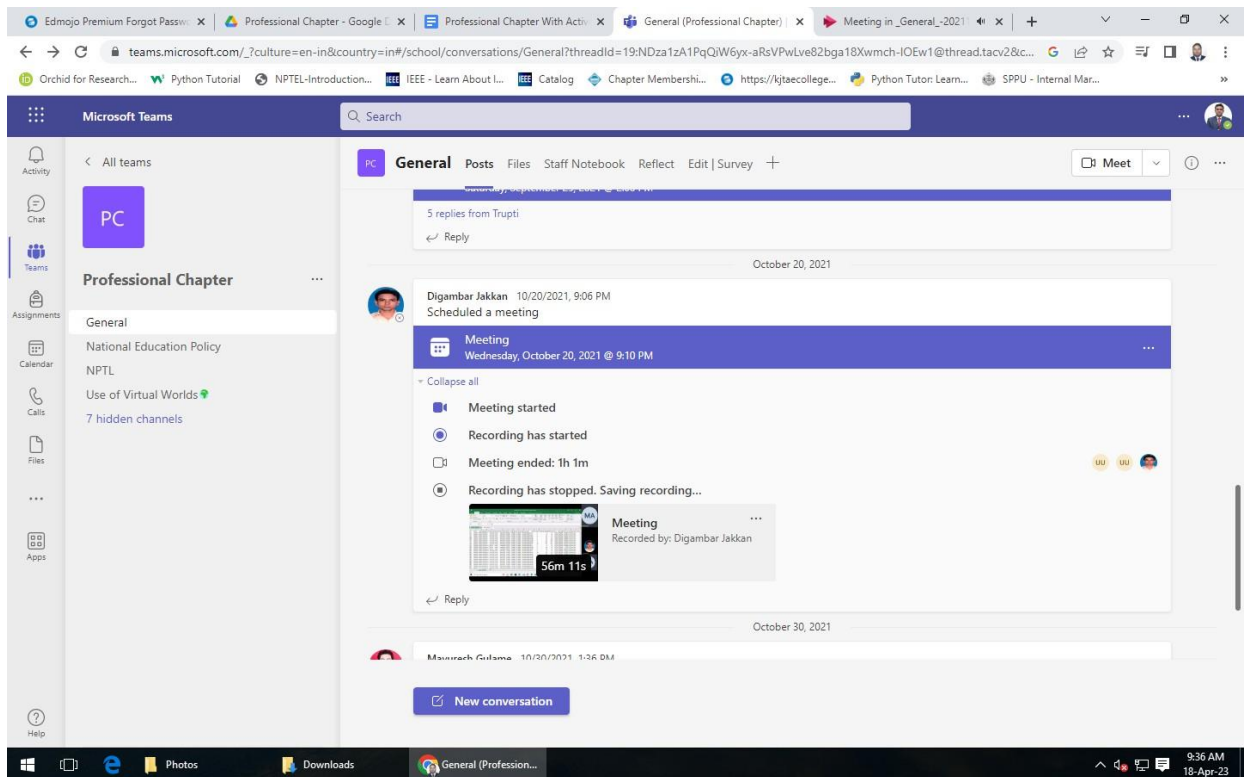 Edmojo Premium Forgot Passw
Professional Chapter - Google D
Professional Chapter With Activ
General (Professional Chapter) |
Meeting in _General_-2021
teams.microsoft.com/_?culture=en-in&country=in#/school/conversations/General?threadId=19:NDza1zA1PqQiW6yx-aRsVPwLve82bga18Xwmch-IOEw1@thread.tacv2&c...
Orchid for Research...
Python Tutorial
NPTEL-Introduction...
IEEE - Learn About I...
Catalog
Chapter Membershi...
https://kjtaecollege...
Python Tutor: Learn...
SPPU - Internal Mar...
Microsoft Teams
Search
Activity
Chat
Teams
Assignments
Calendar
Calls
Files
Apps
Help
All teams
PC
Professional Chapter
General
National Education Policy
NPTL
Use of Virtual Worlds
7 hidden channels
PC
General Posts Files Staff Notebook Reflect Edit | Survey
Meet
5 replies from Trupti
Reply
October 20, 2021
Digambar Jakkan 10/20/2021, 9:06 PM
Scheduled a meeting
Meeting
Wednesday, October 20, 2021 @ 9:10 PM
Collapse all
Meeting started
Recording has started
Meeting ended: 1h 1m
UU UU
Recording has stopped. Saving recording...
MA
56m 11s
Meeting
Recorded by: Digambar Jakkan
Reply
October 30, 2021
Mayuresh Gulame 10/30/2021, 1:36 PM
New conversation
Photos
Downloads
General (Profession...
9:36 AM
18-Apr-23